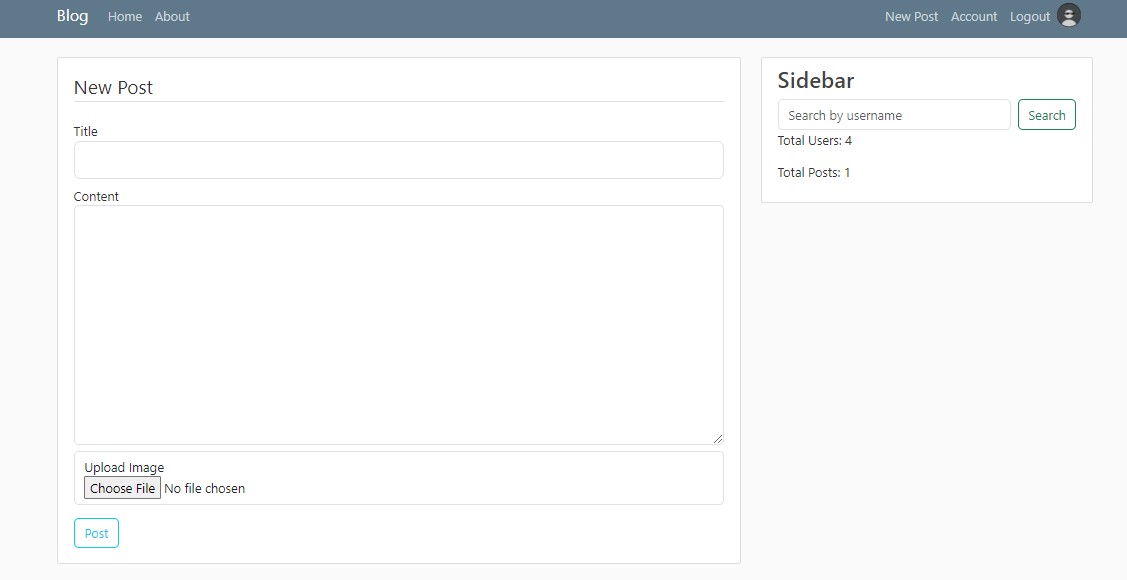 Blog Home About New Post Account Logout
New Post
Title
Content
Upload Image
Choose File No file chosen
Post
Sidebar
Search by username Search
Total Users: 4
Total Posts: 1